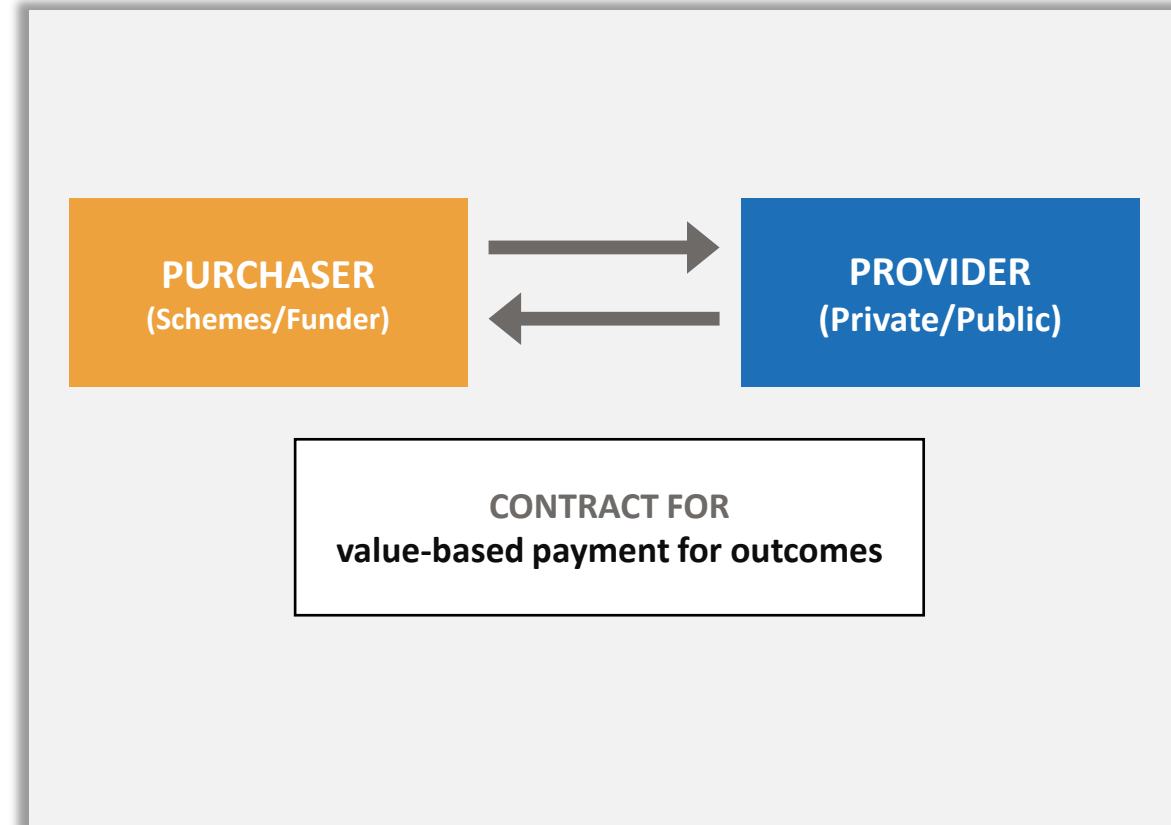 PURCHASER
(Schemes/Funder)
PROVIDER
(Private/Public)
CONTRACT FOR
value-based payment for outcomes